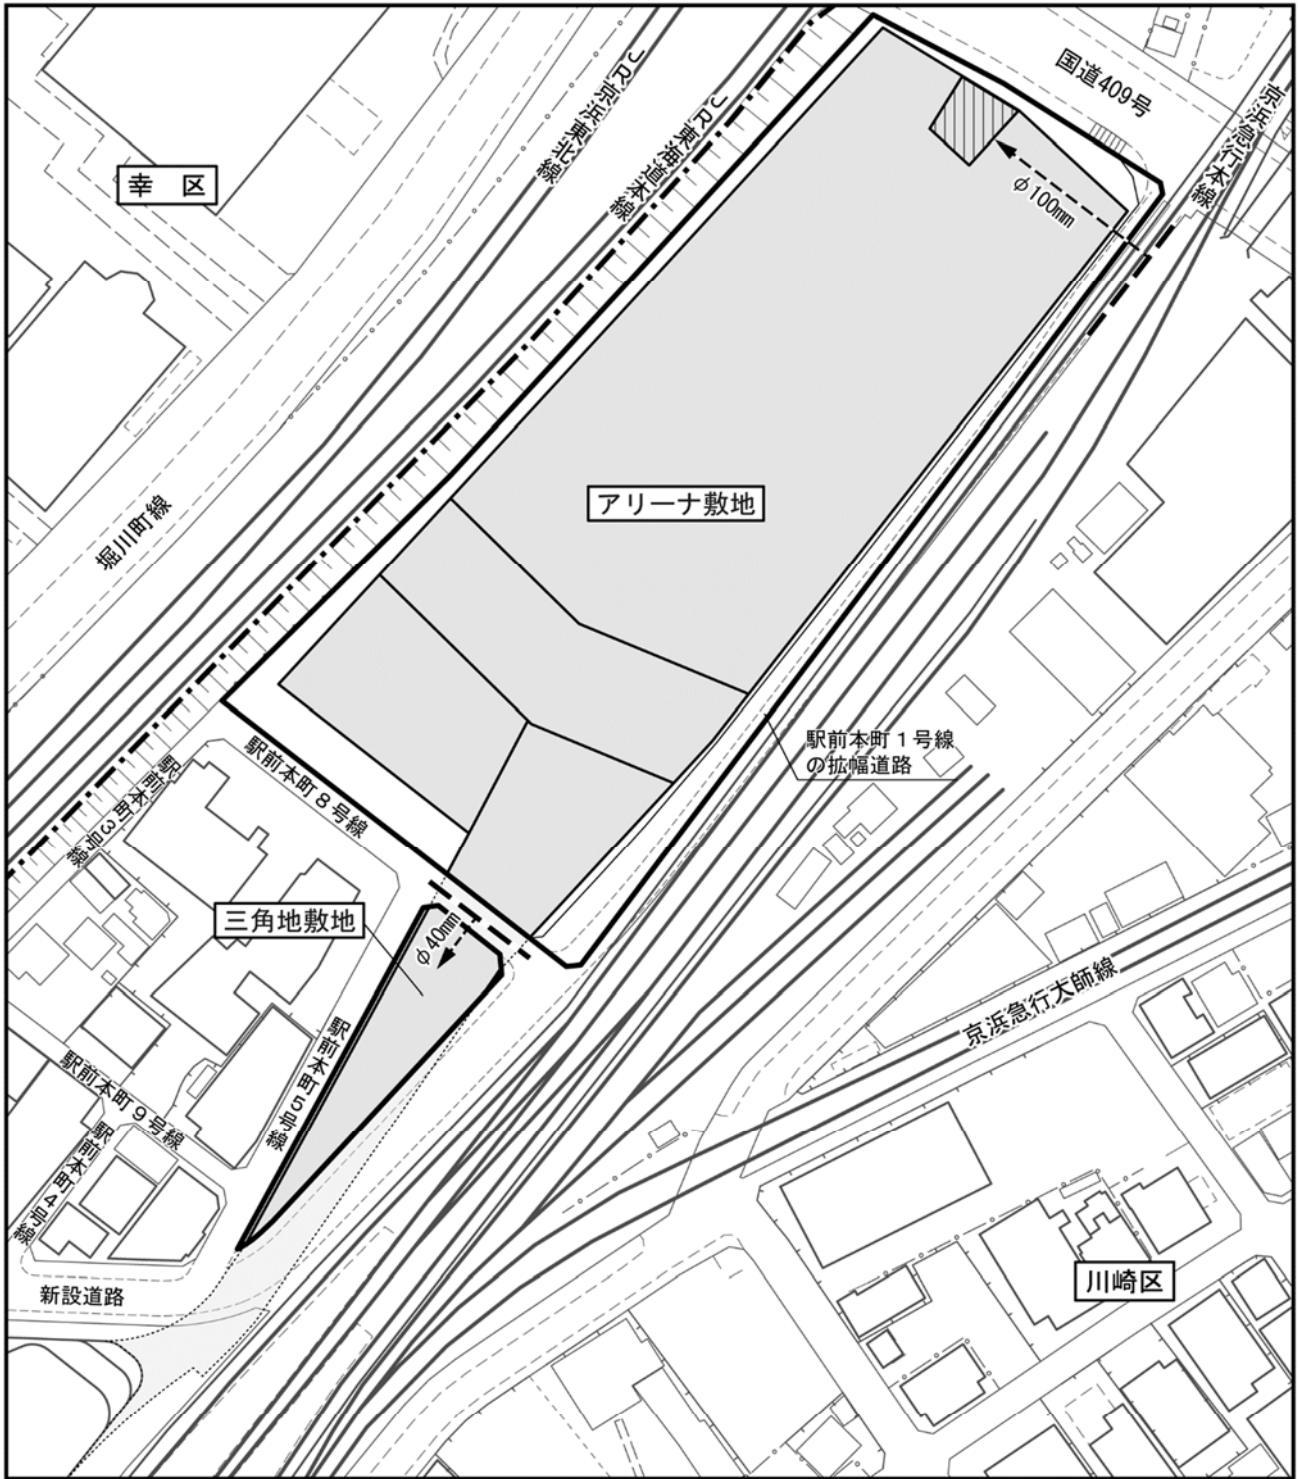 国道409号
京浜急行本線
JR京浜東北線
JR東海道本線
幸　区
φ100mm
アリーナ敷地
堀川町線
駅前本町１号線
の拡幅道路
駅前本町8号線
駅前本町3号線
三角地敷地
φ40mm
京浜急行大師線
駅前本町5号線
駅前本町9号線
駅前本町4号線
川崎区
新設道路